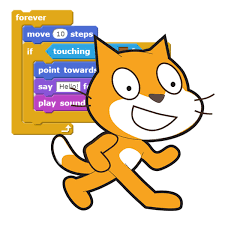 forever
move 10 steps
if touching
point towards
say Hello!
play sound